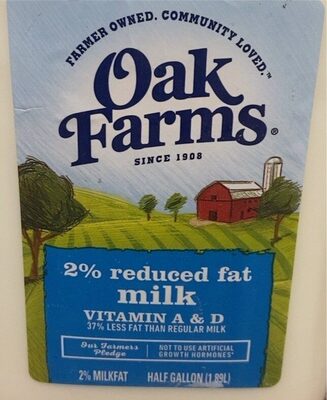 FARMER OWNED. COMMUNITY LOVED.™
Oak
Farms®
SINCE 1908
2% reduced fat
milk
VITAMIN A & D
37% LESS FAT THAN REGULAR MILK
Our Farmers
Pledge
NOT TO USE ARTIFICIAL
GROWTH HORMONES*
2% MILKFAT HALF GALLON (1.89L)